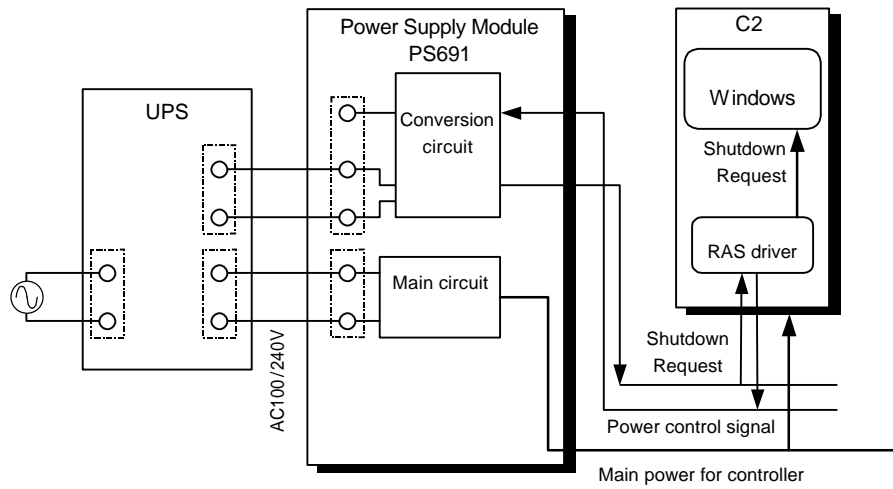 Power Supply Module
PS691
C2
UPS
Conversion
circuit
Windows
Shutdown
Request
RAS driver
Main circuit
AC100/240V
Shutdown
Request
Power control signal
Main power for controller